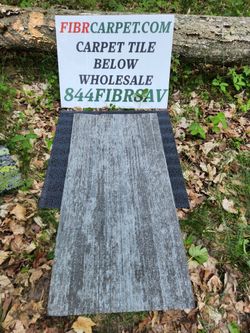 FIBRCARPET.COM
CARPET TILE
BELOW
WHOLESALE
844FIBRSAV